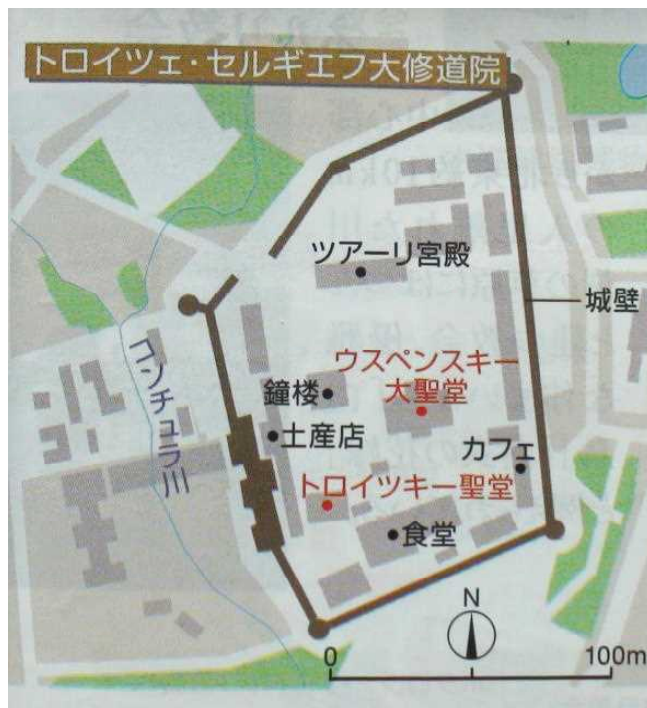 トロイツェ・セルギエフ大修道院
ツアーリ宮殿
城壁
ウスペンスキー
大聖堂
鐘楼
土産店
カフェ
コンチュラ川
トロイツキー聖堂
食堂
N
0
100m